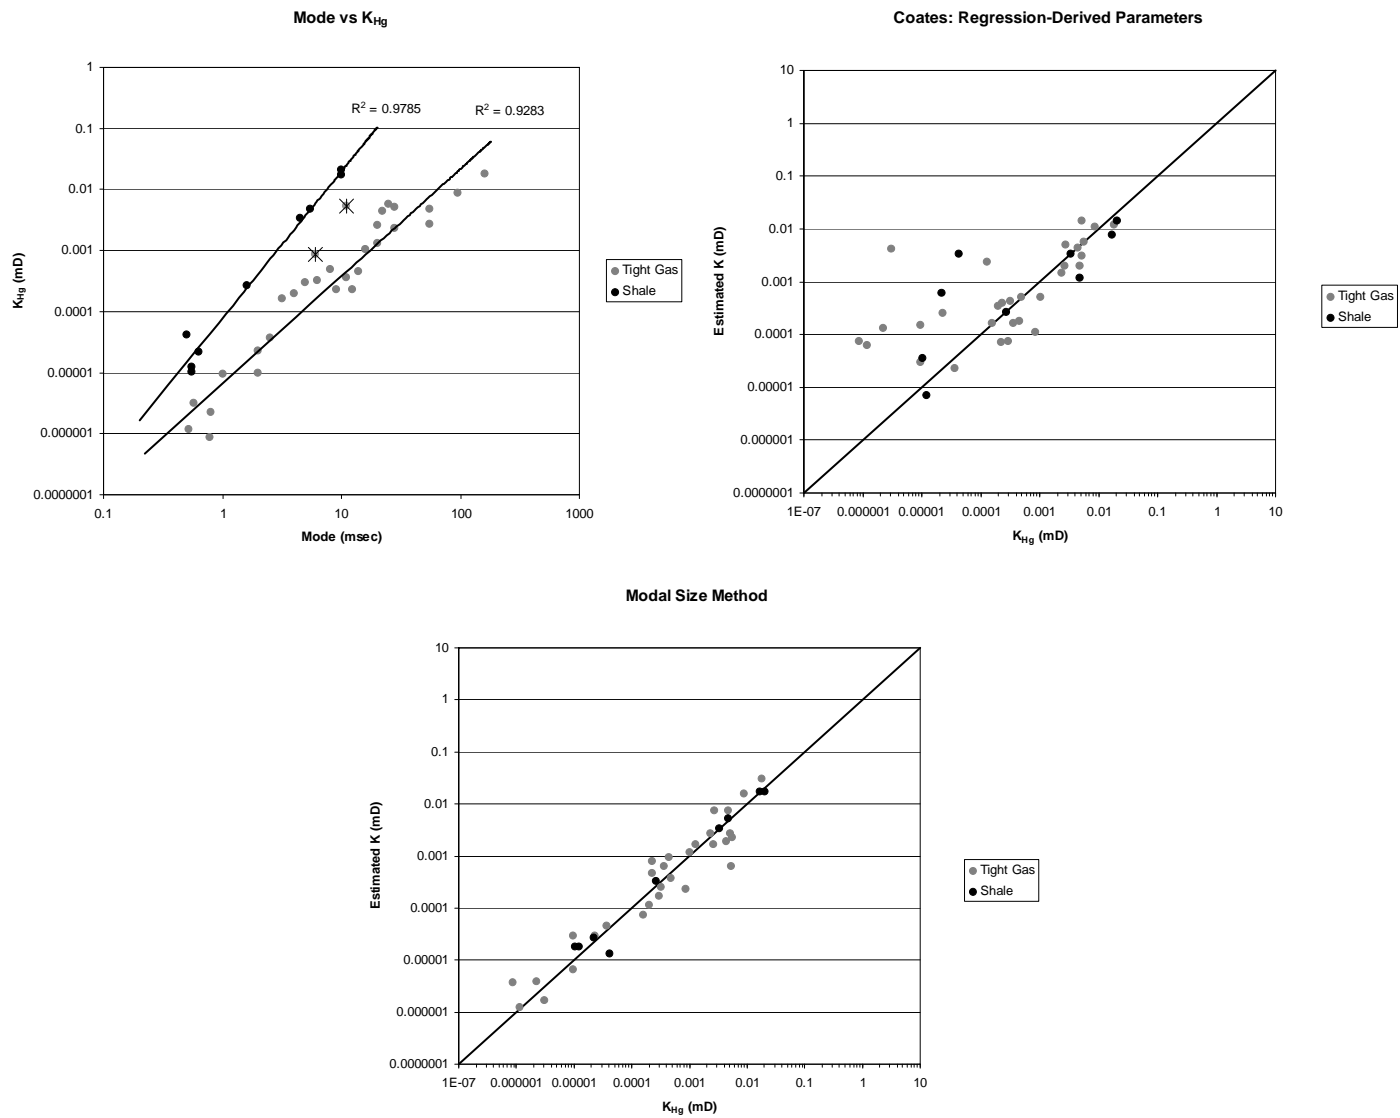 Mode vs KHg
1
0.1
0.01
0.001
0.0001
0.00001
0.000001
0.0000001
KHg (mD)
R2 = 0.9785
R2 = 0.9283
0.1
1
10
100
1000
Mode (msec)
Tight Gas
Shale
Coates: Regression-Derived Parameters
10
1
0.1
0.01
0.001
0.0001
0.00001
0.000001
0.0000001
Estimated K (mD)
1E-07
0.000001
0.00001
0.0001
0.001
0.01
0.1
1
10
KHg (mD)
Tight Gas
Shale
Modal Size Method
10
1
0.1
0.01
0.001
0.0001
0.00001
0.000001
0.0000001
Estimated K (mD)
1E-07
0.000001
0.00001
0.0001
0.001
0.01
0.1
1
10
KHg (mD)
Tight Gas
Shale